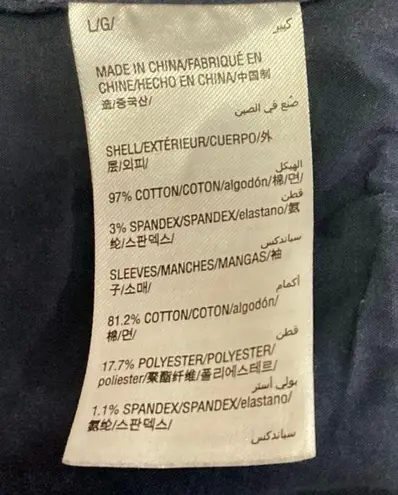 L/G/ كبير
MADE IN CHINA/FABRIQUÉ EN
CHINE/HECHO EN CHINA/中国制
造/중국산/
صُنع في الصين
SHELL/EXTÉRIEUR/CUERPO/外
层/외피/
الهيكل
97% COTTON/COTON/algodón/棉/면/
قطن
3% SPANDEX/SPANDEX/elastano/氨
纶/스판덱스/
سباندكس
SLEEVES/MANCHES/MANGAS/袖
子/소매/
أكمام
81.2% COTTON/COTON/algodón/
棉/면/
قطن
17.7% POLYESTER/POLYESTER/
poliester/聚酯纤维/폴리에스테르/
بولي أستر
1.1% SPANDEX/SPANDEX/elastano/
氨纶/스판덱스/
سباندكس